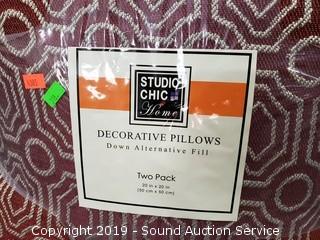 STUDIO
CHIC
Home
DECORATIVE PILLOWS
Down Alternative Fill
Two Pack
20 in x 20 in
(50 cm x 50 cm)
Copyright 2019 - Sound Auction Service